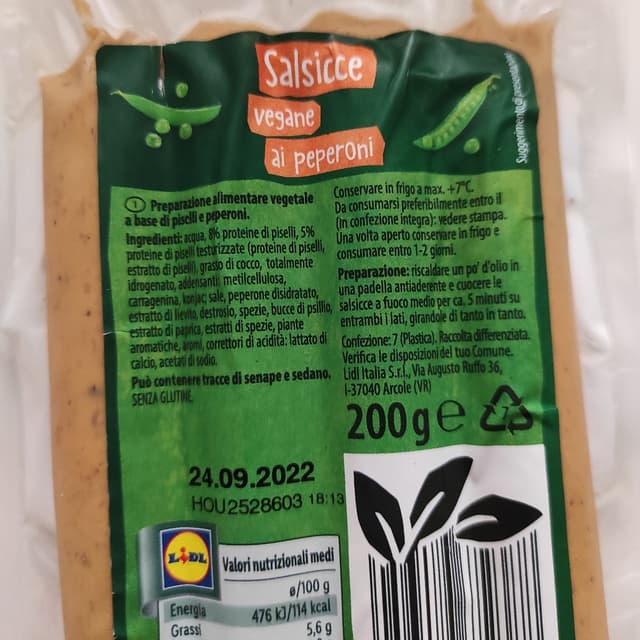 Salsicce
vegane
ai peperoni
Suggerimento di presentazione
I Preparazione alimentare vegetale
a base di piselli e peperoni.
Ingredienti: acqua, 8% proteine di piselli, 5%
proteine di piselli testurizzate (proteine di piselli,
estratto di piselli), grasso di cocco, totalmente
idrogenato, addensanti: metilcellulosa,
carragenina, konjac; sale, peperone disidratato,
estratto di lievito, destrosio, spezie, bucce di psillio,
estratto di paprica, estratti di spezie, piante
aromatiche, aromi, correttori di acidità: lattato di
calcio, acetati di sodio.
Può contenere tracce di senape e sedano.
SENZA GLUTINE.
Conservare in frigo a max. +7°C.
Da consumarsi preferibilmente entro il
(in confezione integra): vedere stampa.
Una volta aperto conservare in frigo e
consumare entro 1-2 giorni.
Preparazione: riscaldare un po' d'olio in
una padella antiaderente e cuocere le
salsicce a fuoco medio per ca. 5 minuti su
entrambi i lati, girandole di tanto in tanto.
Confezione: 7 (Plastica). Raccolta differenziata.
Verifica le disposizioni del tuo Comune.
Lidl Italia S.r.l., Via Augusto Ruffo 36,
I-37040 Arcole (VR)
200g e 7
24.09.2022
HOU2528603 18:13
LIDL
Valori nutrizionali medi
ø/100 g
Energia 476 kJ/114 kcal
Grassi 5,6 g